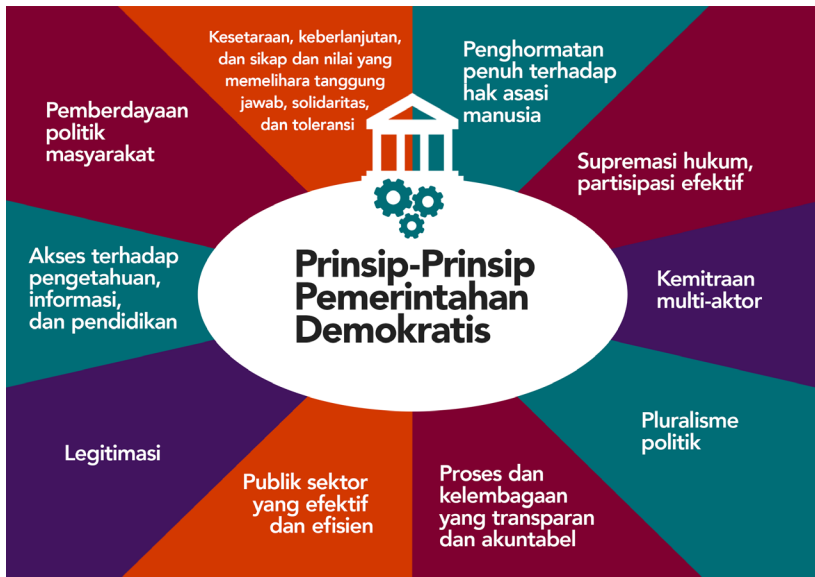 Kesetaraan, keberlanjutan,
dan sikap dan nilai yang
memelihara tanggung
jawab, solidaritas,
dan toleransi
Penghormatan
penuh terhadap
hak asasi
manusia
Pemberdayaan
politik
masyarakat
Supremasi hukum,
partisipasi efektif
Akses terhadap
pengetahuan,
informasi,
dan pendidikan
Prinsip-Prinsip
Pemerintahan
Demokratis
Kemitraan
multi-aktor
Legitimasi
Pluralisme
politik
Publik sektor
yang efektif
dan efisien
Proses dan
kelembagaan
yang transparan
dan akuntabel